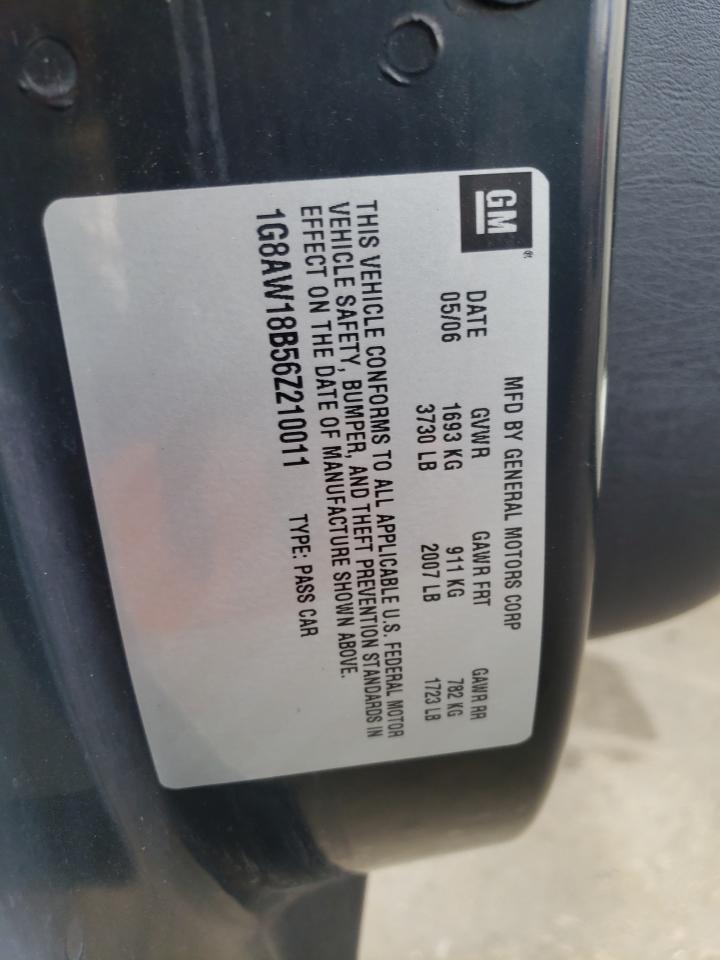 GM®
MFD BY GENERAL MOTORS CORP
DATE GVWR GAWR FRT GAWR RR
05/06 1693 KG 911 KG 782 KG
3730 LB 2007 LB 1723 LB
THIS VEHICLE CONFORMS TO ALL APPLICABLE U.S. FEDERAL MOTOR
VEHICLE SAFETY, BUMPER, AND THEFT PREVENTION STANDARDS IN
EFFECT ON THE DATE OF MANUFACTURE SHOWN ABOVE.
1G8AW18B56Z210011 TYPE: PASS CAR